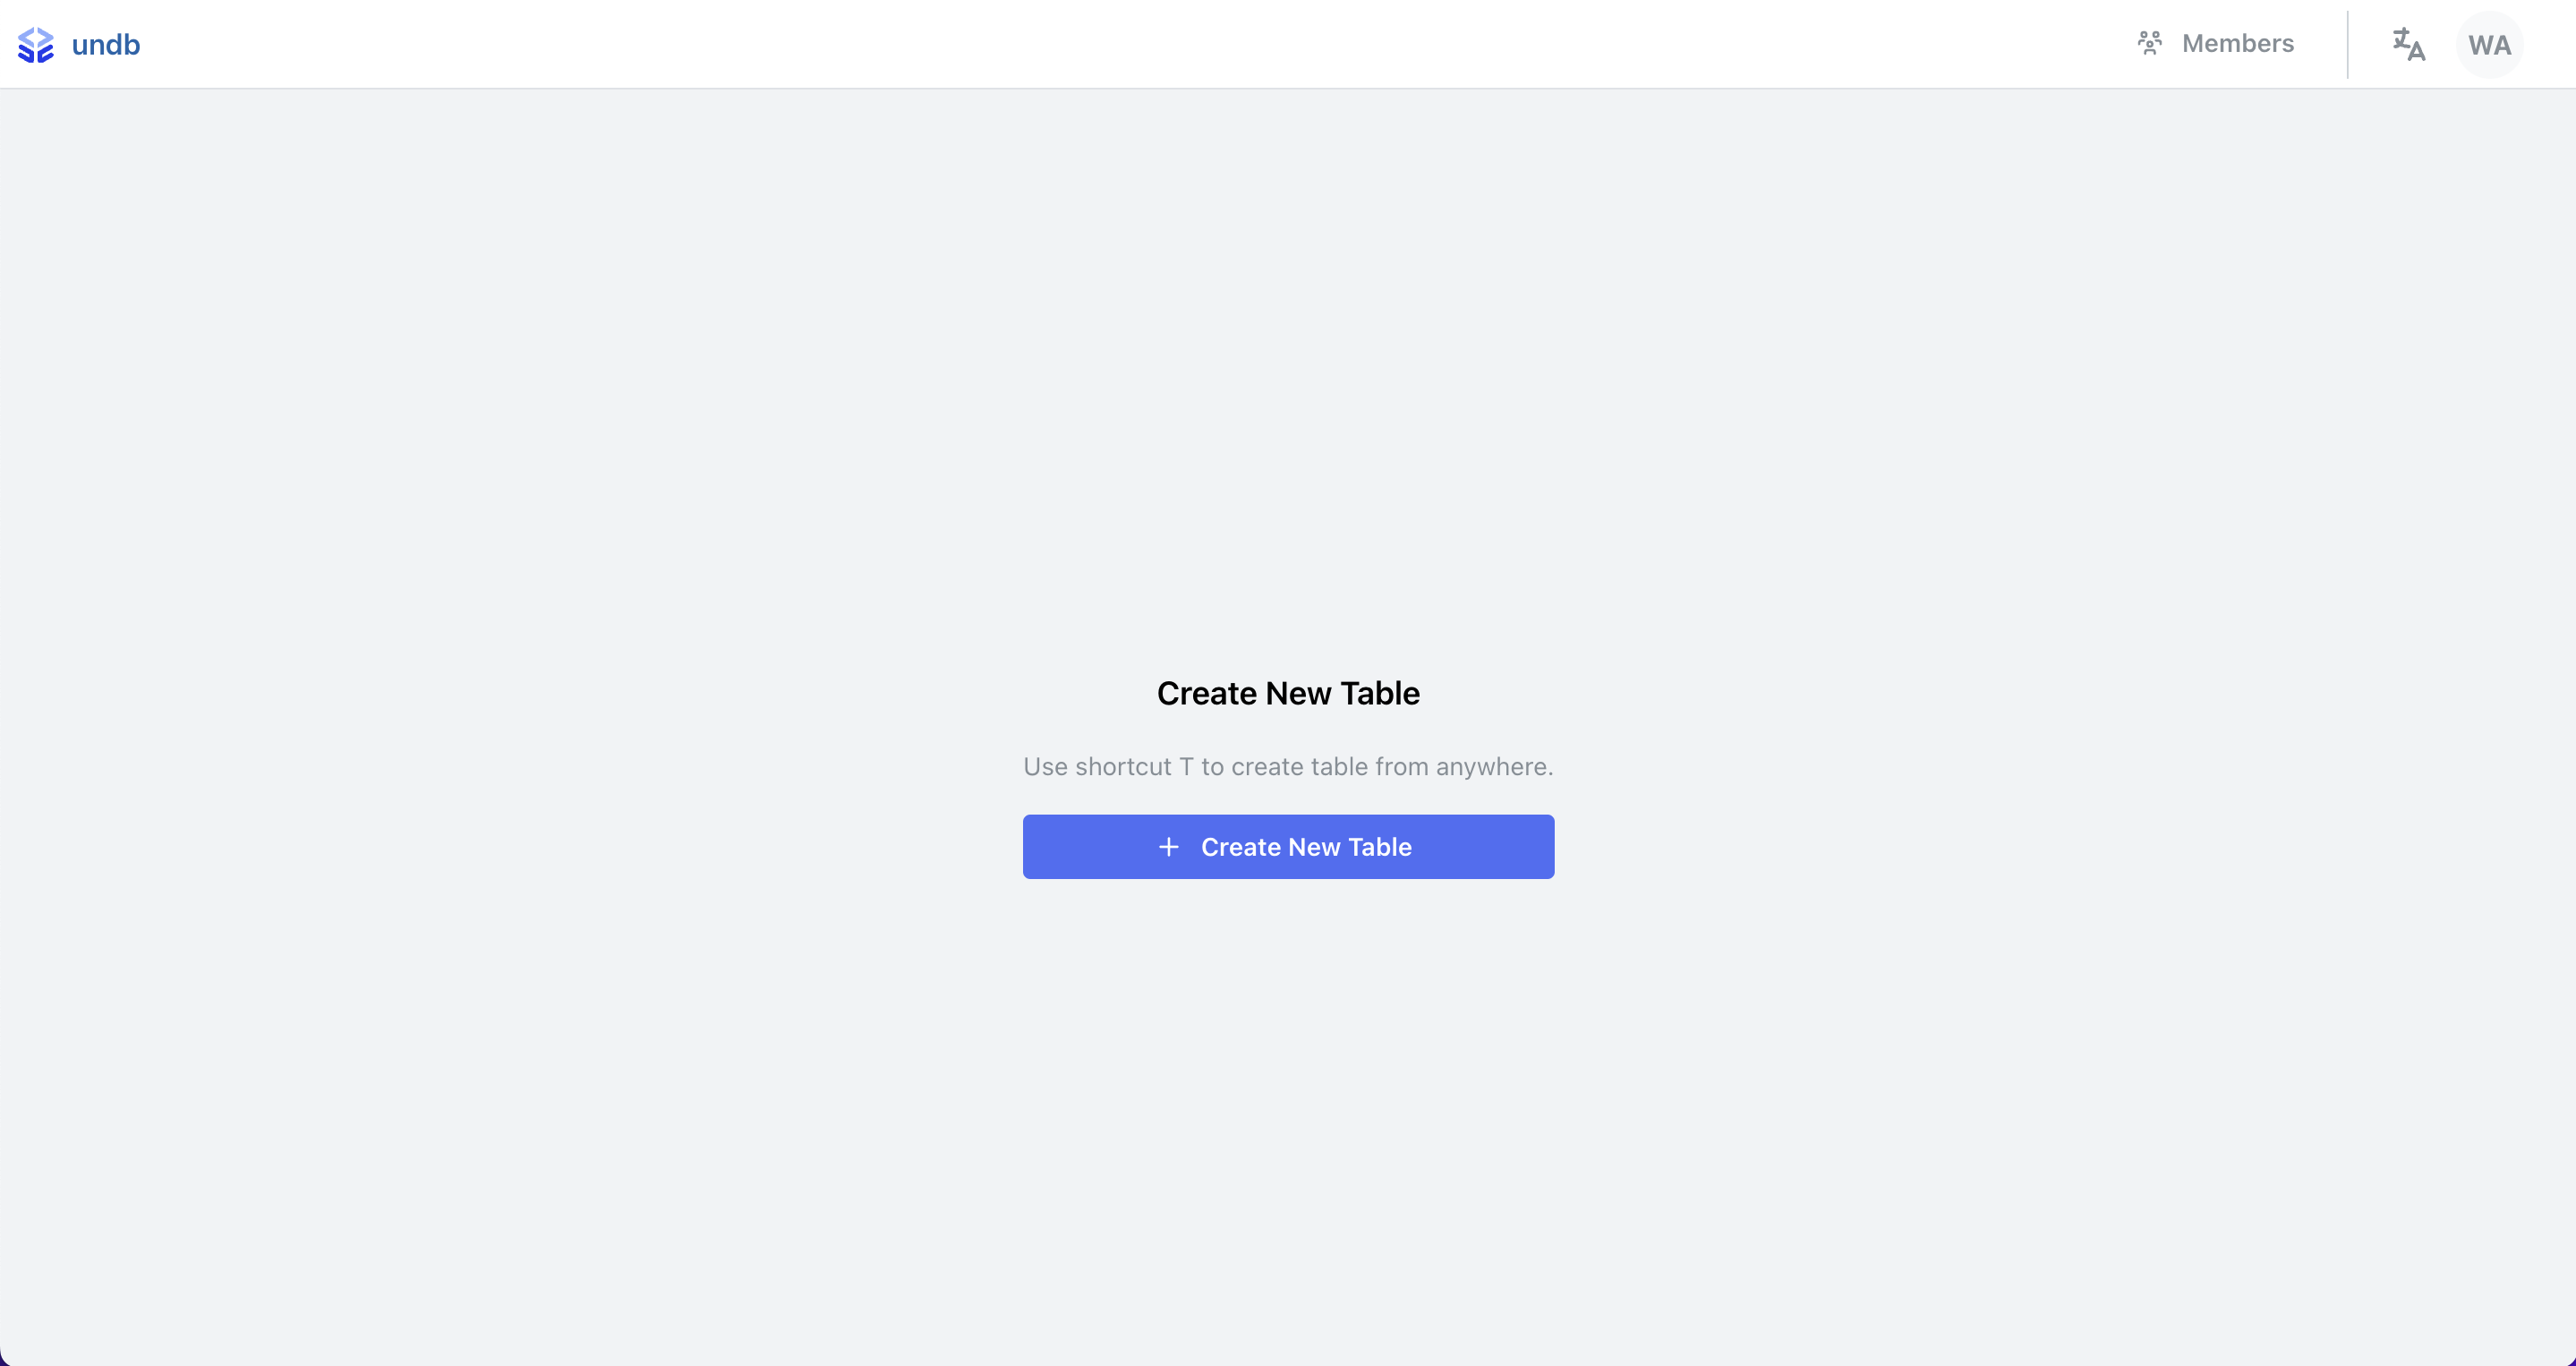 undb
Members
WA
Create New Table
Use shortcut T to create table from anywhere.
Create New Table